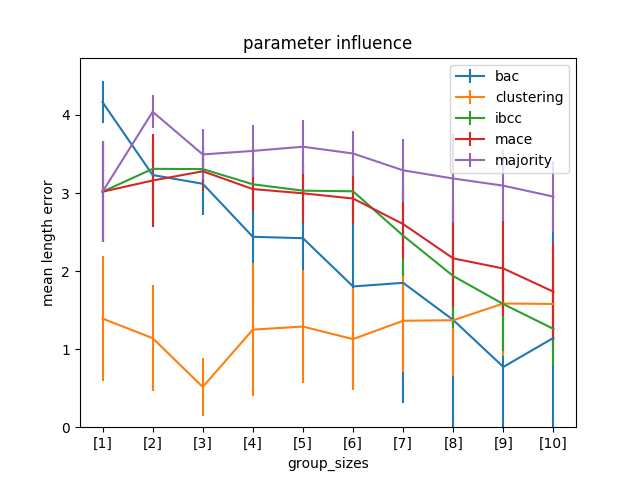 parameter influence
bac
clustering
ibcc
mace
majority
mean length error
4
3
2
1
0
[1] [2] [3] [4] [5] [6] [7] [8] [9] [10]
group_sizes